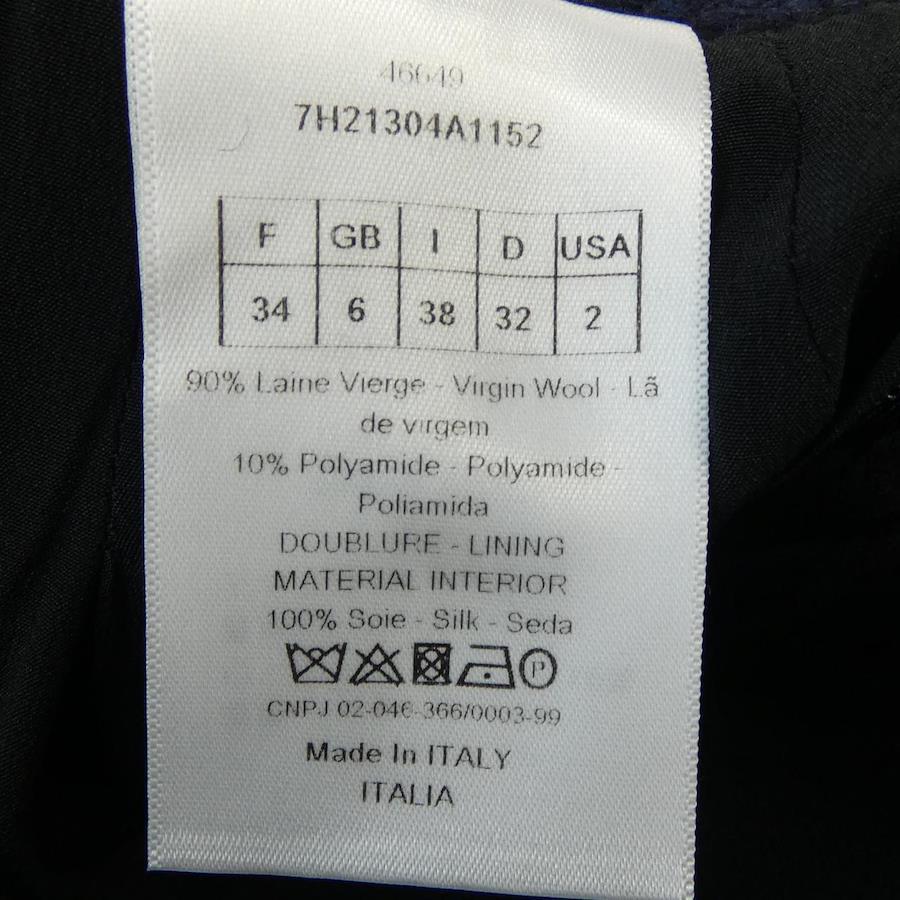 46649
7H21304A1152
F GB I D USA
34 6 38 32 2
90% Laine Vierge - Virgin Wool - Lã
de virgem
10% Polyamide - Polyamide -
Poliamida
DOUBLURE - LINING
MATERIAL INTERIOR
100% Soie - Silk - Seda
P
CNPJ 02-046-366/0003-99
Made In ITALY
ITALIA